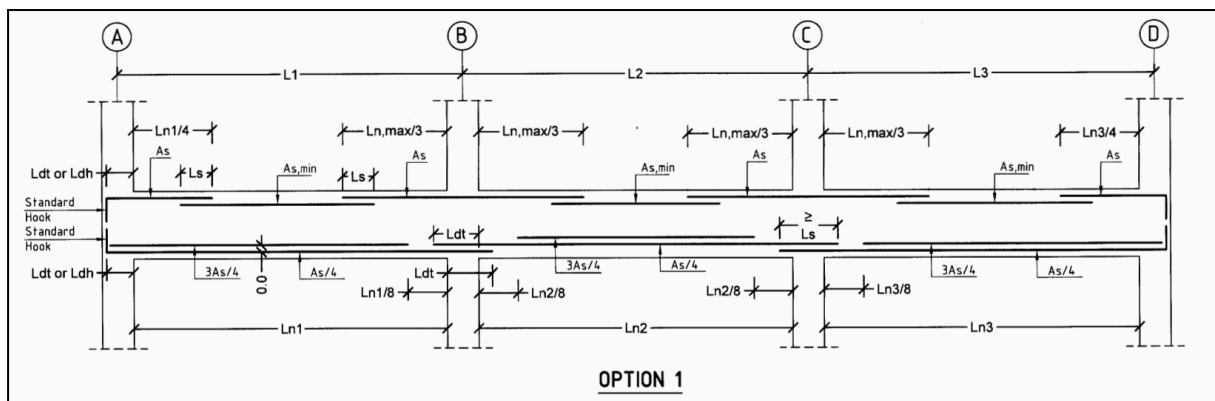 A B C D
L1 L2 L3
Ln1/4 Ln,max/3 Ln,max/3 Ln,max/3 Ln,max/3 Ln3/4
As As,min As,min As As,min As
Ldt or Ldh Ls Ls As
Standard
Hook
Standard
Hook
≥
Ls
Ldt
Ldt or Ldh 3As/4 0.0 As/4 Ldt 3As/4 As/4 3As/4 As/4
Ln1/8 Ln2/8 Ln2/8 Ln3/8
Ln1 Ln2 Ln3
OPTION 1